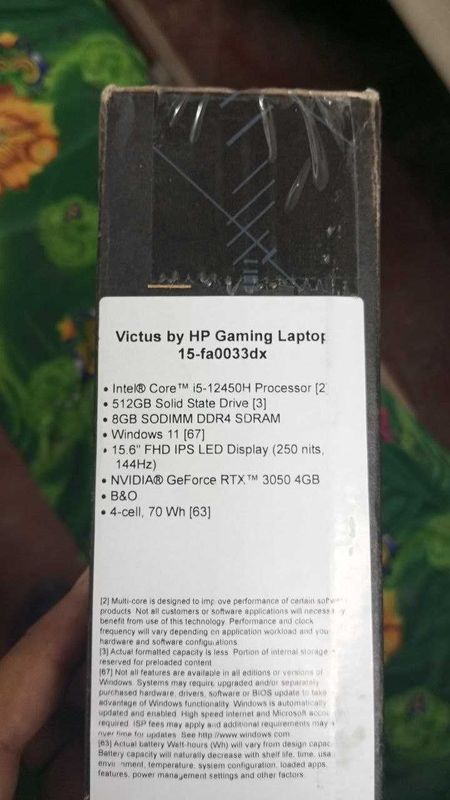 Victus by HP Gaming Laptop
15-fa0033dx
• Intel® Core™ i5-12450H Processor [2
• 512GB Solid State Drive [3]
• 8GB SODIMM DDR4 SDRAM
• Windows 11 [67]
• 15.6" FHD IPS LED Display (250 nits,
144Hz)
• NVIDIA® GeForce RTX™ 3050 4GB
• B&O
• 4-cell, 70 Wh [63]
[2] Multi-core is designed to improve performance of certain software
products. Not all customers or software applications will necessarily
benefit from use of this technology. Performance and clock
frequency will vary depending on application workload and your
hardware and software configurations.
[3] Actual formatted capacity is less. Portion of internal storage
reserved for preloaded content
[67] Not all features are available in all editions or versions of
Windows. Systems may require upgraded and/or separately
purchased hardware, drivers, software or BIOS update to take
advantage of Windows functionality. Windows is automatically
updated and enabled. High speed internet and Microsoft
required. ISP fees may apply and additional requirements may
over time for updates. See http://www.windows.com
[63] Actual battery Watt-hours (Wh) will vary from design
Battery capacity will naturally decrease with shelf life, time,
environment, temperature, system configuration, loaded apps,
features, power management settings and other factors.